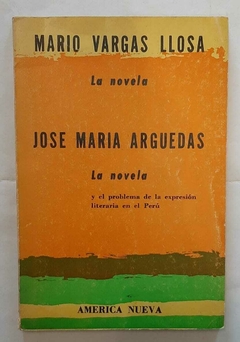 MARIO VARGAS LLOSA
La novela
JOSE MARIA ARGUEDAS
La novela
y el problema de la expresión
literaria en el Perú
AMERICA NUEVA